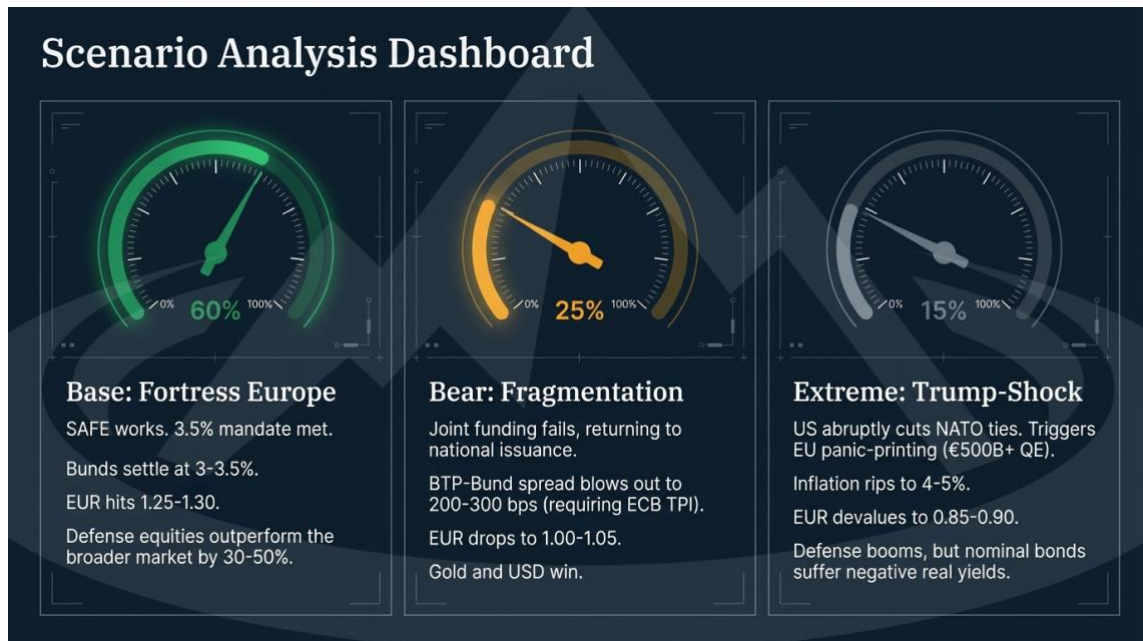 Scenario Analysis Dashboard
0%
60%
100%
Base: Fortress Europe
SAFE works. 3.5% mandate met.
Bunds settle at 3-3.5%.
EUR hits 1.25-1.30.
Defense equities outperform the
broader market by 30-50%.
0%
25%
100%
Bear: Fragmentation
Joint funding fails, returning to
national issuance.
BTP-Bund spread blows out to
200-300 bps (requiring ECB TPI).
EUR drops to 1.00-1.05.
Gold and USD win.
0%
15%
100%
Extreme: Trump-Shock
US abruptly cuts NATO ties. Triggers
EU panic-printing (€500B+ QE).
Inflation rips to 4-5%.
EUR devalues to 0.85-0.90.
Defense booms, but nominal bonds
suffer negative real yields.